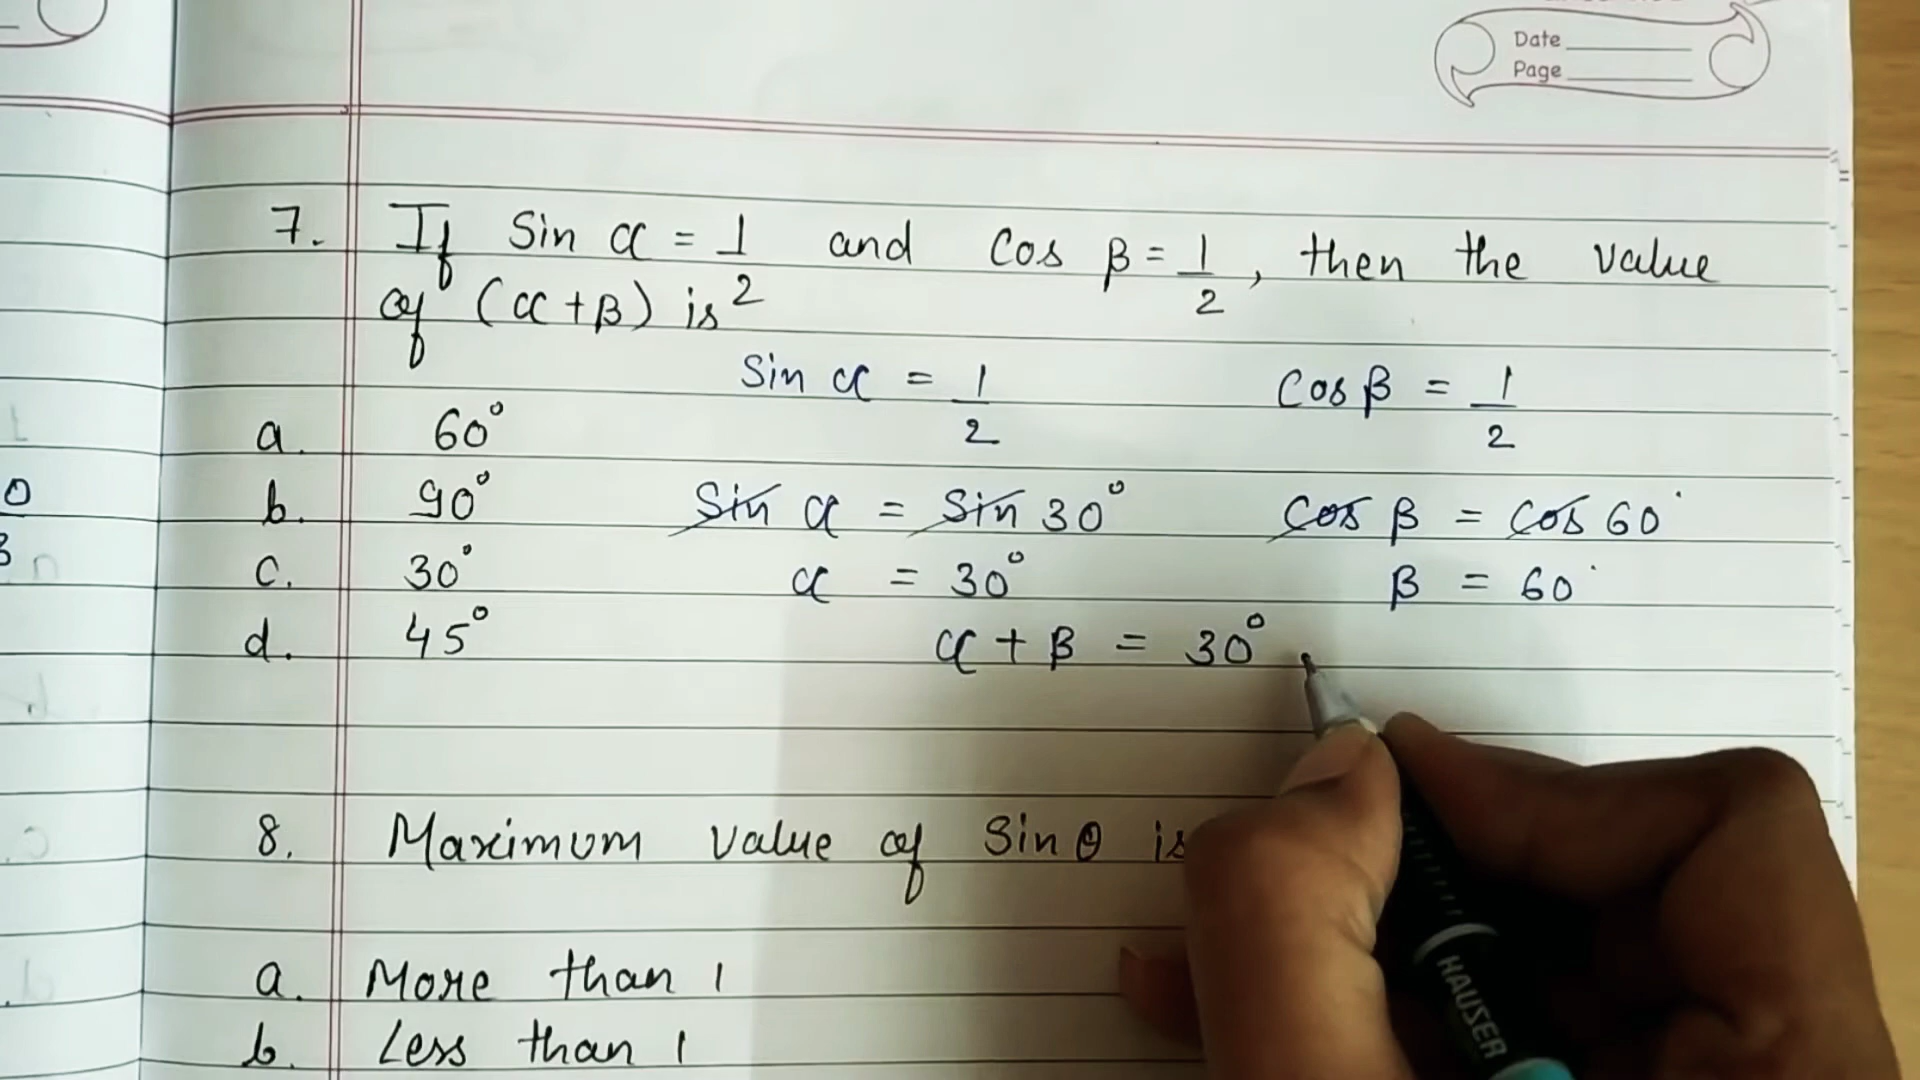 Date
Page
7. If Sin α = 1/2 and Cos β = 1/2, then the value
of (α + β) is
Sin α = 1/2 Cos β = 1/2
a. 60°
b. 90° Sin α = Sin 30° Cos β = Cos 60°
c. 30° α = 30° β = 60°
d. 45° α + β = 30°
8. Maximum value of Sin θ is
a. More than 1
b. Less than 1
HAUSER